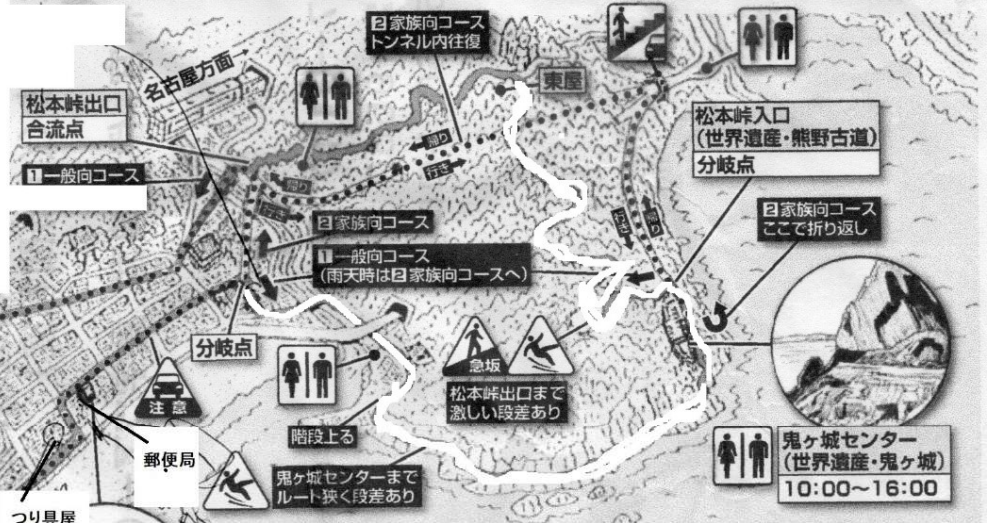 2 家族向コース
トンネル内往復
名古屋方面
東屋
松本峠出口
合流点
松本峠入口
(世界遺産・熊野古道)
分岐点
1 一般向コース
帰り
行き
帰り
行き
行き
帰り
2 家族向コース
2 家族向コース
ここで折り返し
1 一般向コース
(雨天時は2家族向コースへ)
分岐点
急坂
注意
松本峠出口まで
激しい段差あり
階段上る
郵便局
鬼ヶ城センターまで
ルート狭く段差あり
鬼ヶ城センター
(世界遺産・鬼ヶ城)
10:00～16:00
つり具屋